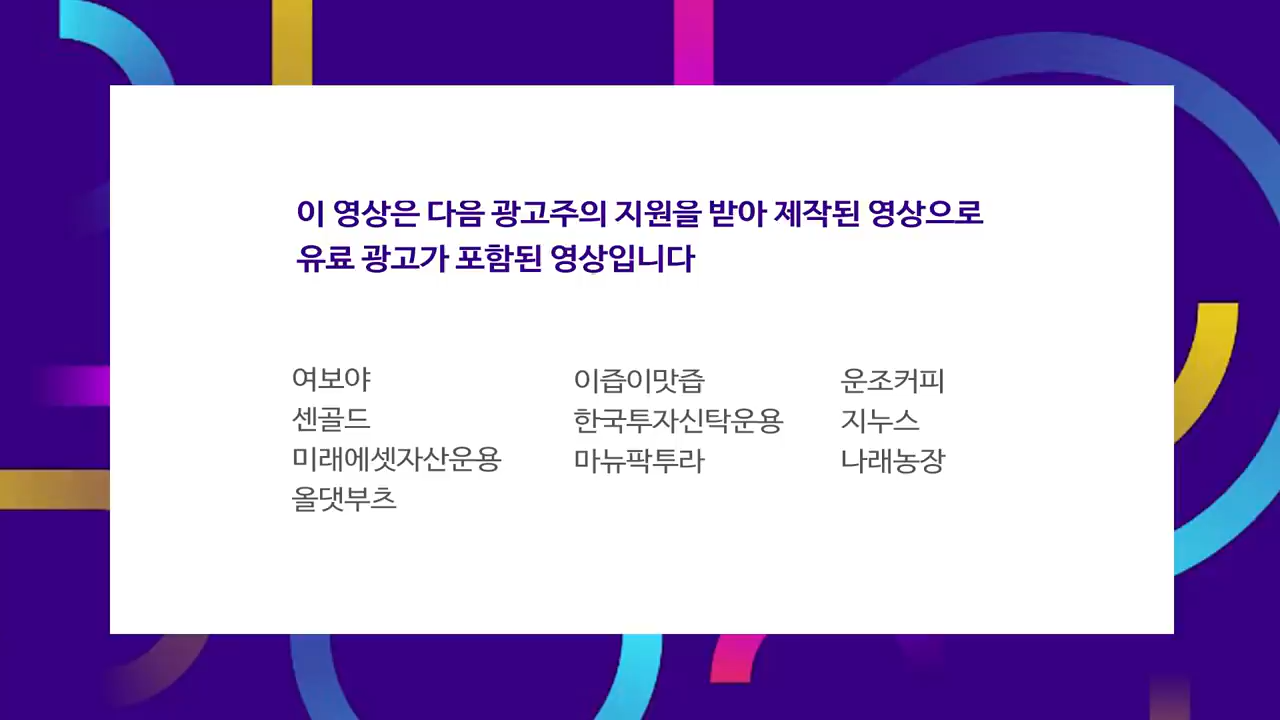 이 영상은 다음 광고주의 지원을 받아 제작된 영상으로
유료 광고가 포함된 영상입니다
여보야
센골드
미래에셋자산운용
올댓부츠
이즙이맛즙
한국투자신탁운용
마뉴팍투라
운조커피
지누스
나래농장